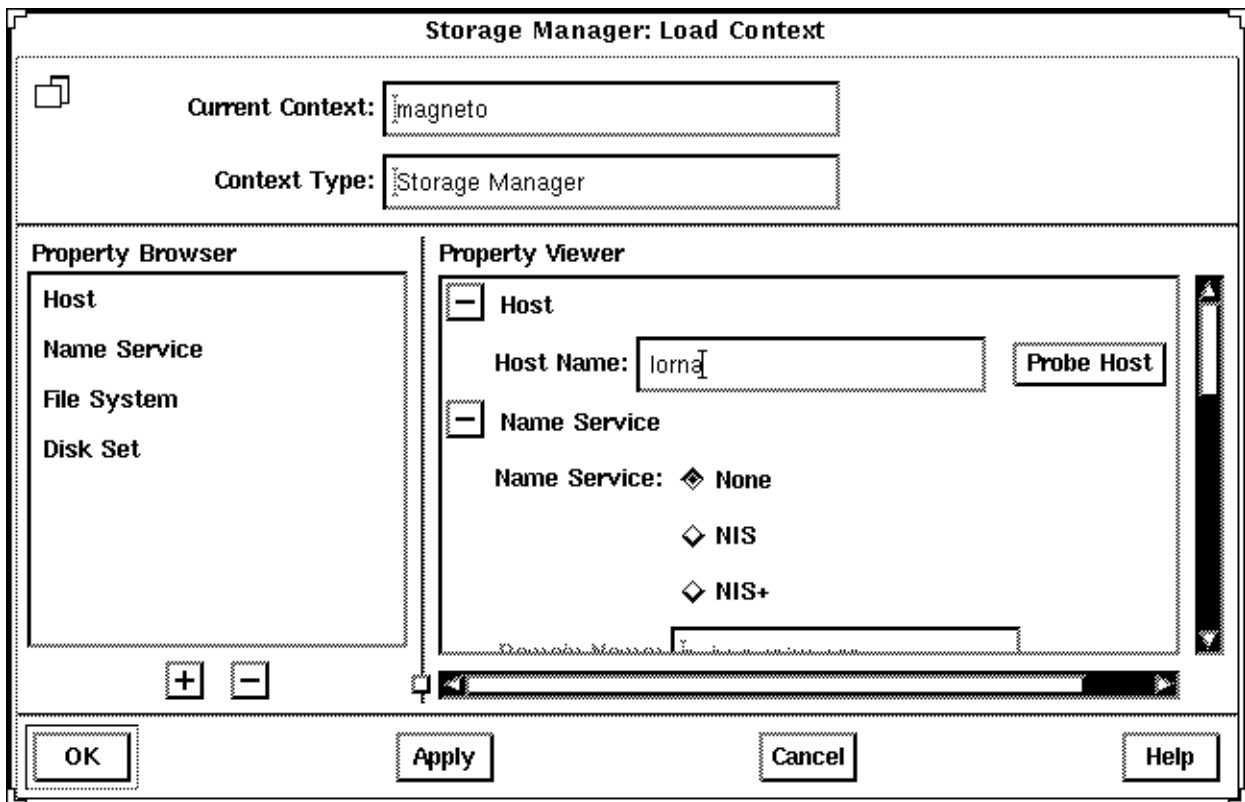 Storage Manager: Load Context
Current Context: magneto
Context Type: Storage Manager
Property Browser
Host
Name Service
File System
Disk Set
+ −
Property Viewer
− Host
Host Name: lorna Probe Host
− Name Service
Name Service: None
NIS
NIS+
OK Apply Cancel Help